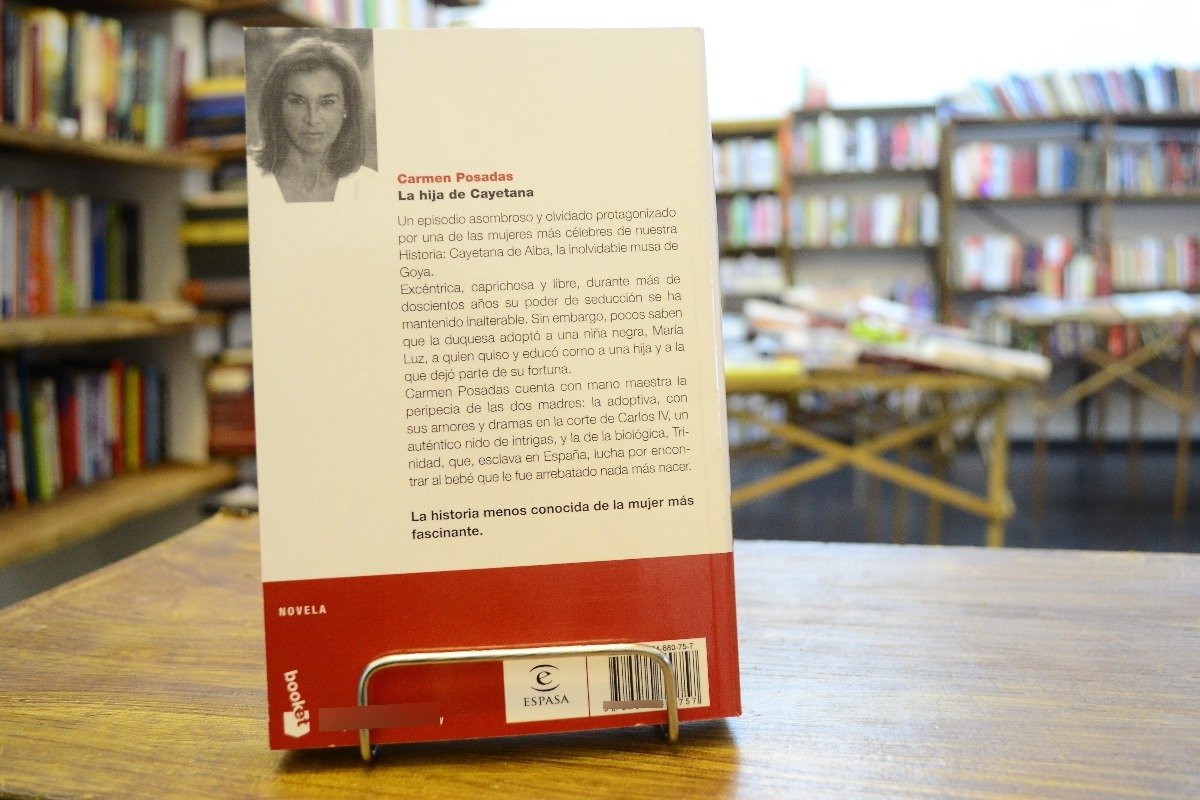 Carmen Posadas
La hija de Cayetana
Un episodio asombroso y olvidado protagonizado
por una de las mujeres más célebres de nuestra
Historia: Cayetana de Alba, la inolvidable musa de
Goya.
Excéntrica, caprichosa y libre, durante más de
doscientos años su poder de seducción se ha
mantenido inalterable. Sin embargo, pocos saben
que la duquesa adoptó a una niña negra, María
Luz, a quien quiso y educó como a una hija y a la
que dejó parte de su fortuna.
Carmen Posadas cuenta con mano maestra la
peripecia de las dos madres: la adoptiva, con
sus amores y dramas en la corte de Carlos IV, un
auténtico nido de intrigas, y la de la biológica, Tri-
nidad, que, esclava en España, lucha por encon-
trar al bebé que le fue arrebatado nada más nacer.
La historia menos conocida de la mujer más
fascinante.
NOVELA
booket
e
ESPASA